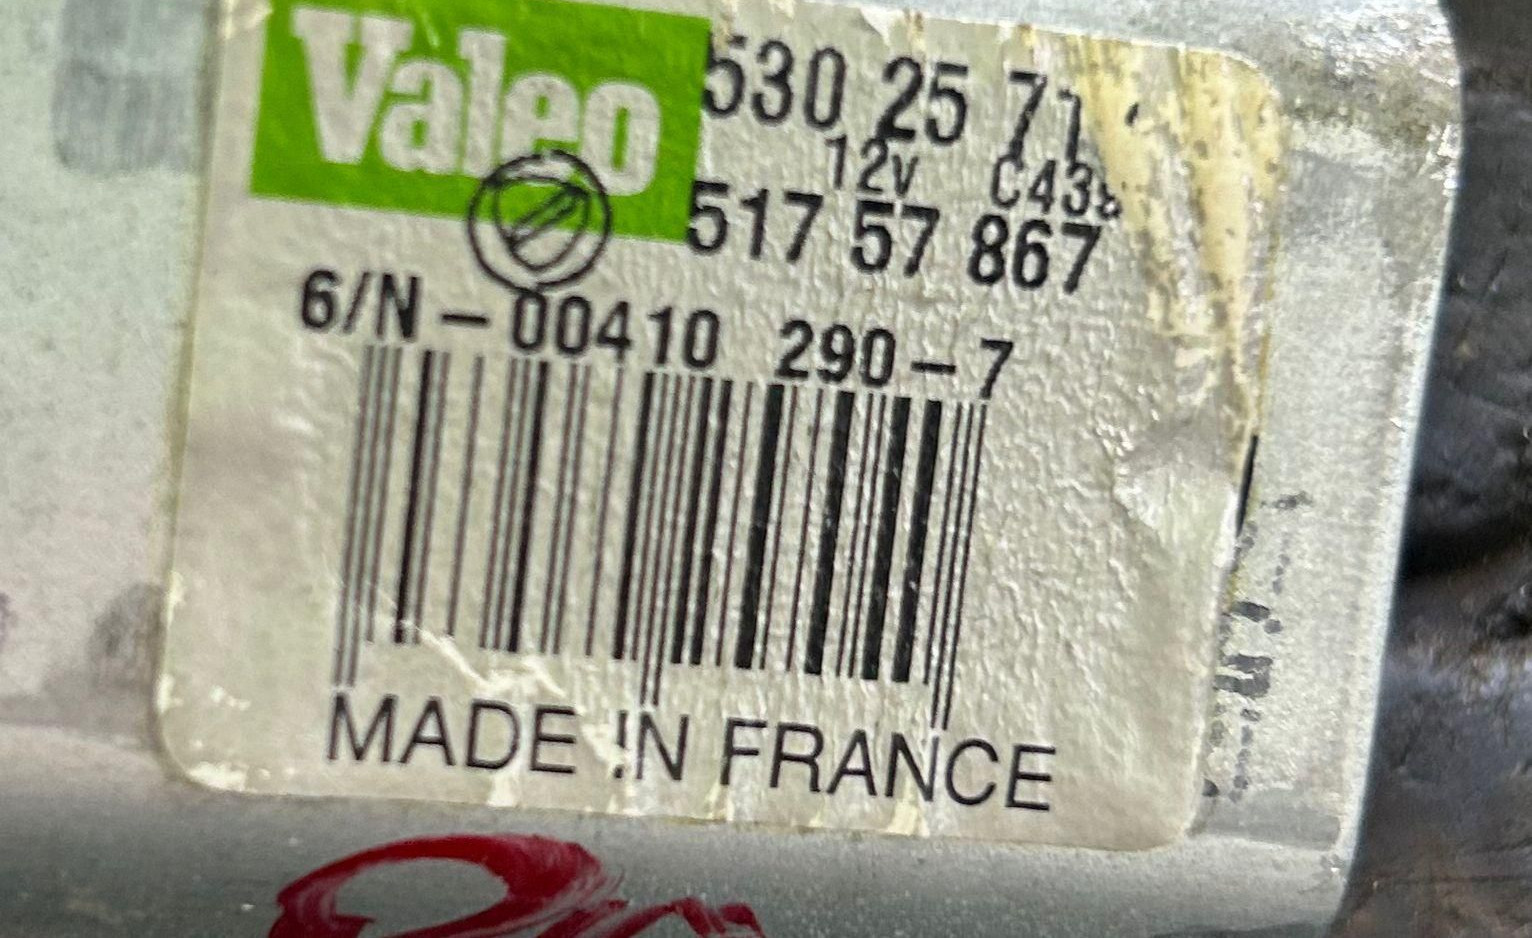 Valeo
530 25 71
12v C43
517 57 867
6/N-00410 290-7
MADE IN FRANCE